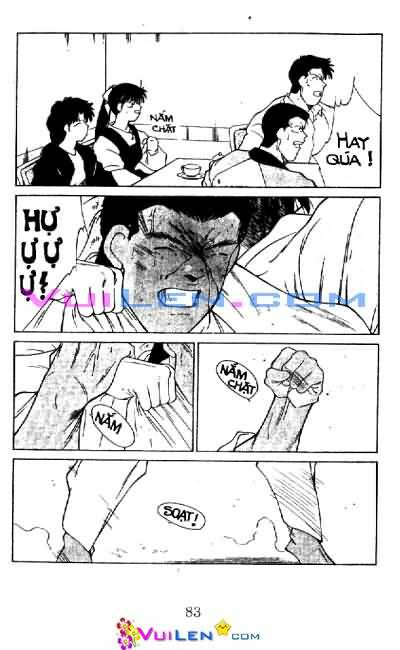 NẮM
CHẶT
HAY
QÚA!
HỰ
Ự Ự
Ự!
VUILEN.COM
NẮM
NẮM
CHẶT
SOẠT!
83
VUILEN.COM